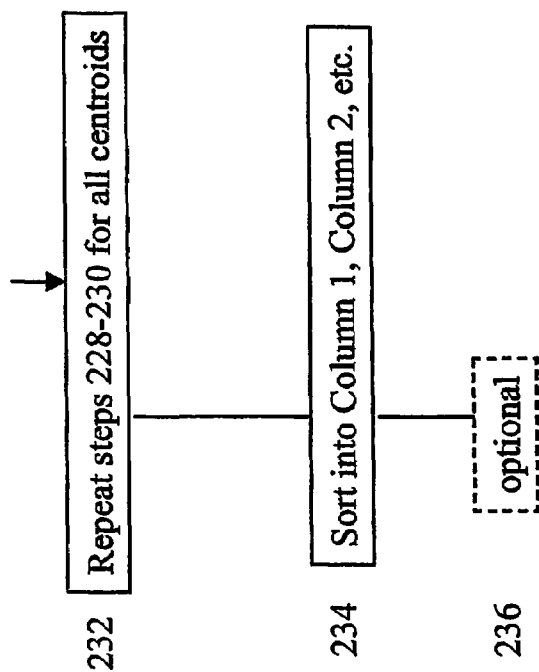 232 Repeat steps 228-230 for all centroids
234 Sort into Column 1, Column 2, etc.
236 optional